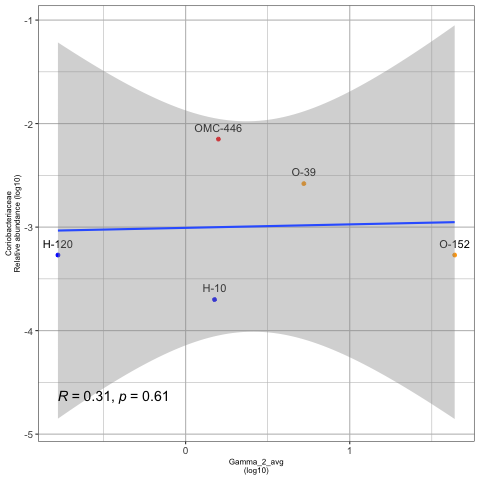 -1
-2
-3
-4
-5
Coriobacteriaceae
Relative abundance (log10)
OMC-446
O-39
H-120
O-152
H-10
R = 0.31, p = 0.61
0
1
Gamma_2_avg
(log10)